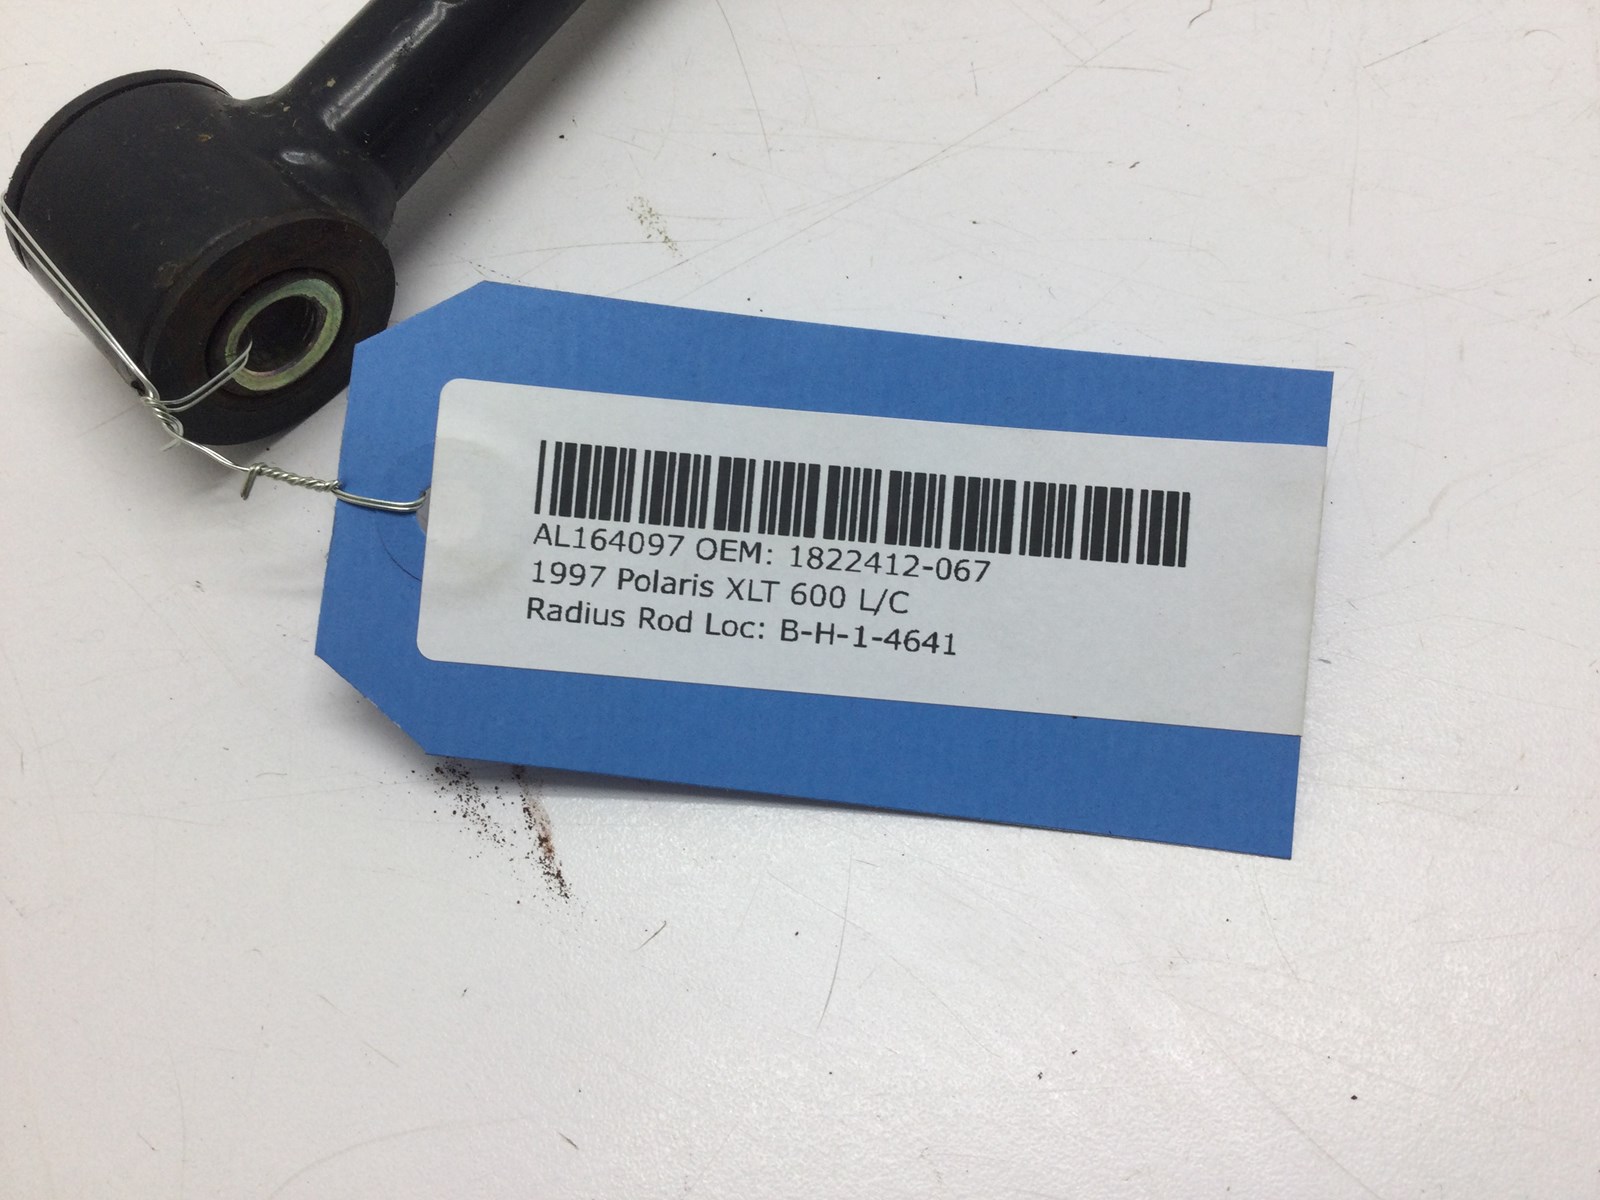 AL164097 OEM: 1822412-067
1997 Polaris XLT 600 L/C
Radius Rod Loc: B-H-1-4641